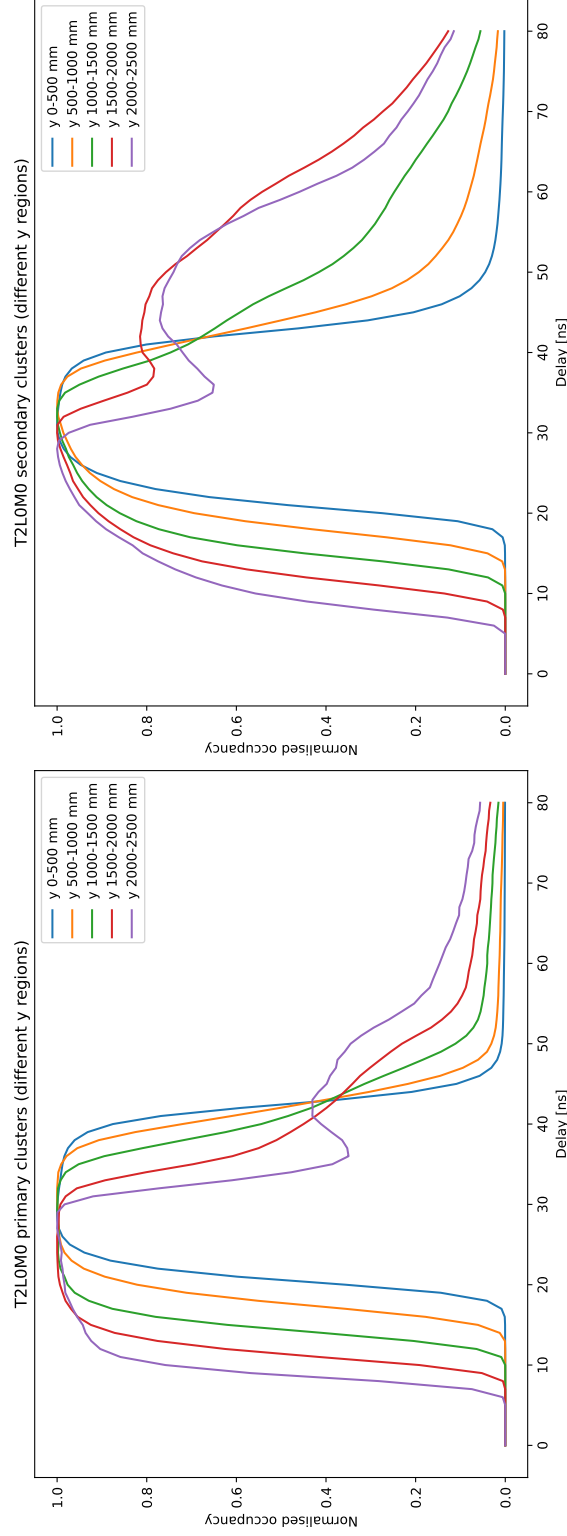 T2L0M0 primary clusters (different y regions)
y 0-500 mm
y 500-1000 mm
y 1000-1500 mm
y 1500-2000 mm
y 2000-2500 mm
Normalised occupancy
1.0
0.8
0.6
0.4
0.2
0.0
0
10
20
30
40
50
60
70
80
Delay [ns]
T2L0M0 secondary clusters (different y regions)
y 0-500 mm
y 500-1000 mm
y 1000-1500 mm
y 1500-2000 mm
y 2000-2500 mm
Normalised occupancy
1.0
0.8
0.6
0.4
0.2
0.0
0
10
20
30
40
50
60
70
80
Delay [ns]